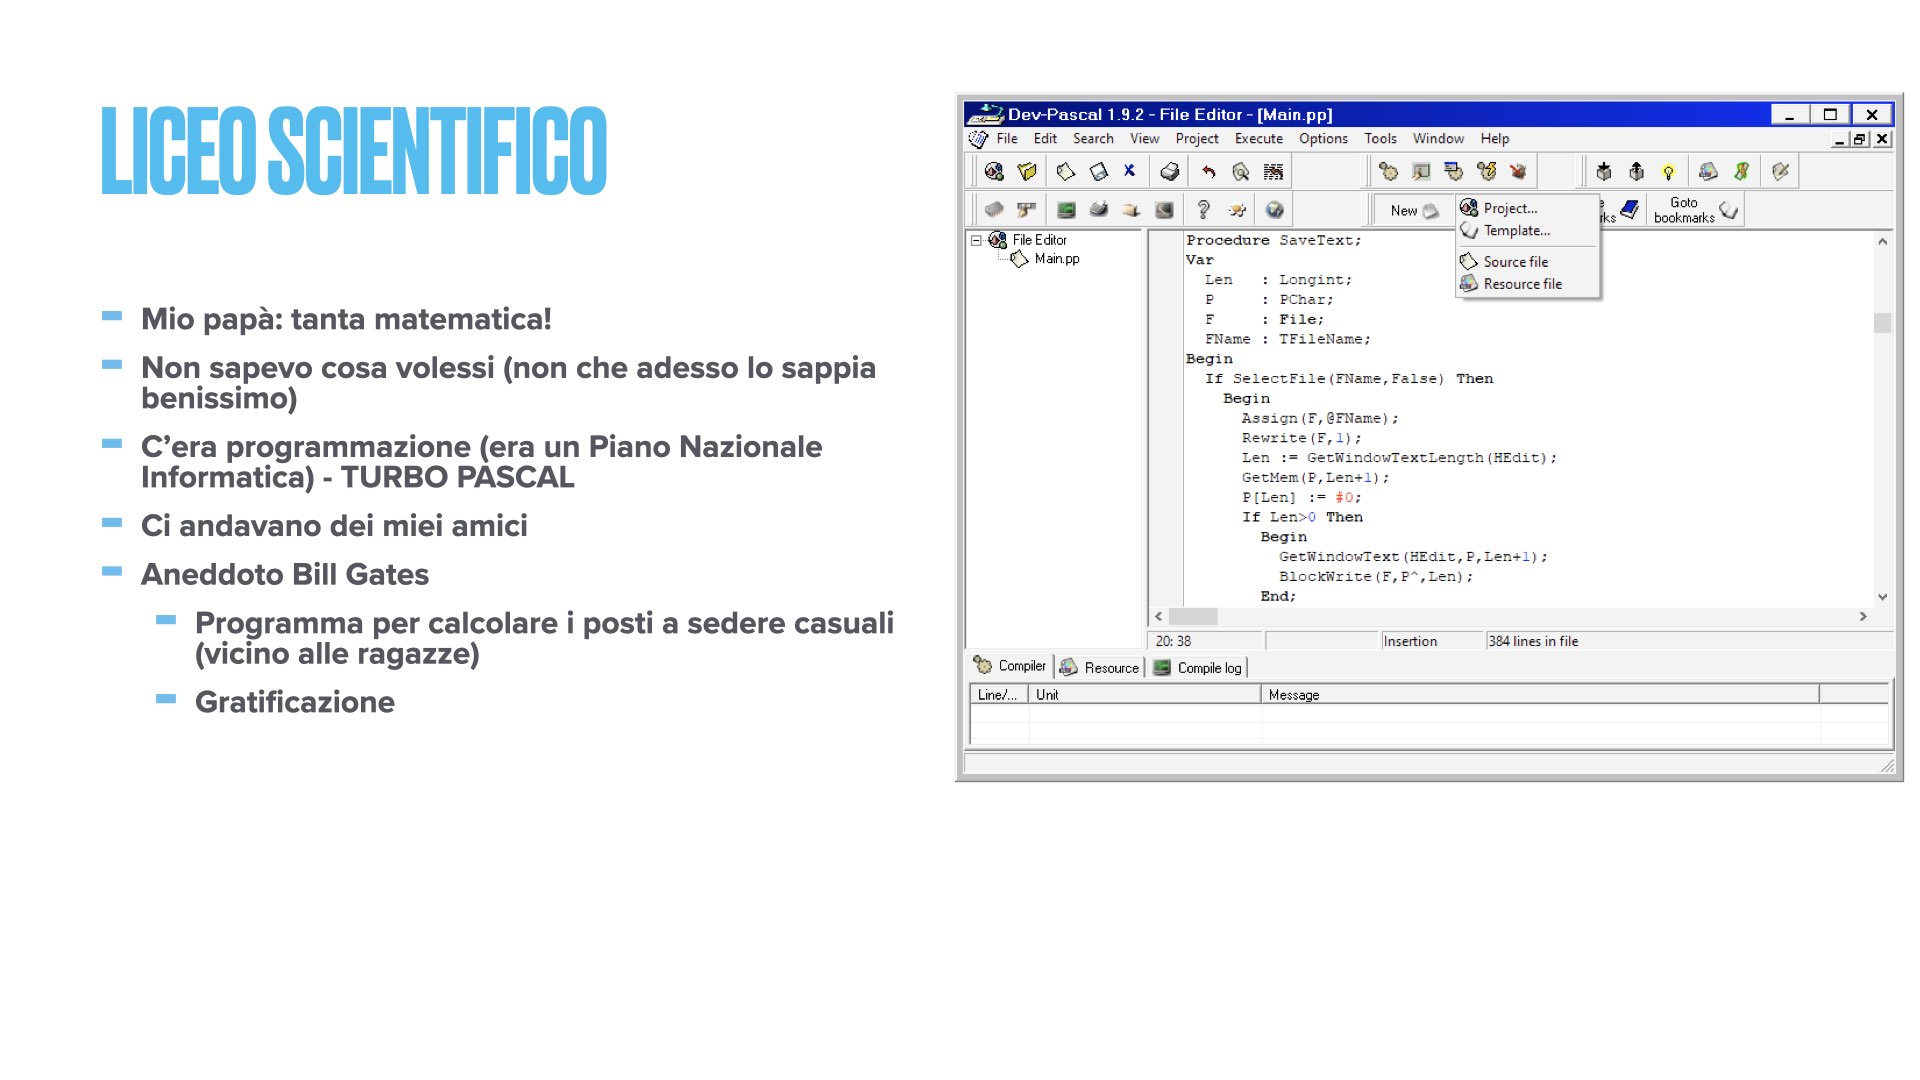 LICEO SCIENTIFICO
Mio papà: tanta matematica!
Non sapevo cosa volessi (non che adesso lo sappia
benissimo)
C’era programmazione (era un Piano Nazionale
Informatica) - TURBO PASCAL
Ci andavano dei miei amici
Aneddoto Bill Gates
Programma per calcolare i posti a sedere casuali
(vicino alle ragazze)
Gratificazione
Dev-Pascal 1.9.2 - File Editor - [Main.pp]
File Edit Search View Project Execute Options Tools Window Help
New
Project...
Template...
Source file
Resource file
Goto
bookmarks
File Editor
Main.pp
Procedure SaveText;
Var
Len : Longint;
P : PChar;
F : File;
FName : TFileName;
Begin
If SelectFile(FName,False) Then
Begin
Assign(F,@FName);
Rewrite(F,1);
Len := GetWindowTextLength(HEdit);
GetMem(P,Len+1);
P[Len] := #0;
If Len>0 Then
Begin
GetWindowText(HEdit,P,Len+1);
BlockWrite(F,P^,Len);
End;
20: 38 Insertion 384 lines in file
Compiler Resource Compile log
Line/... Unit Message